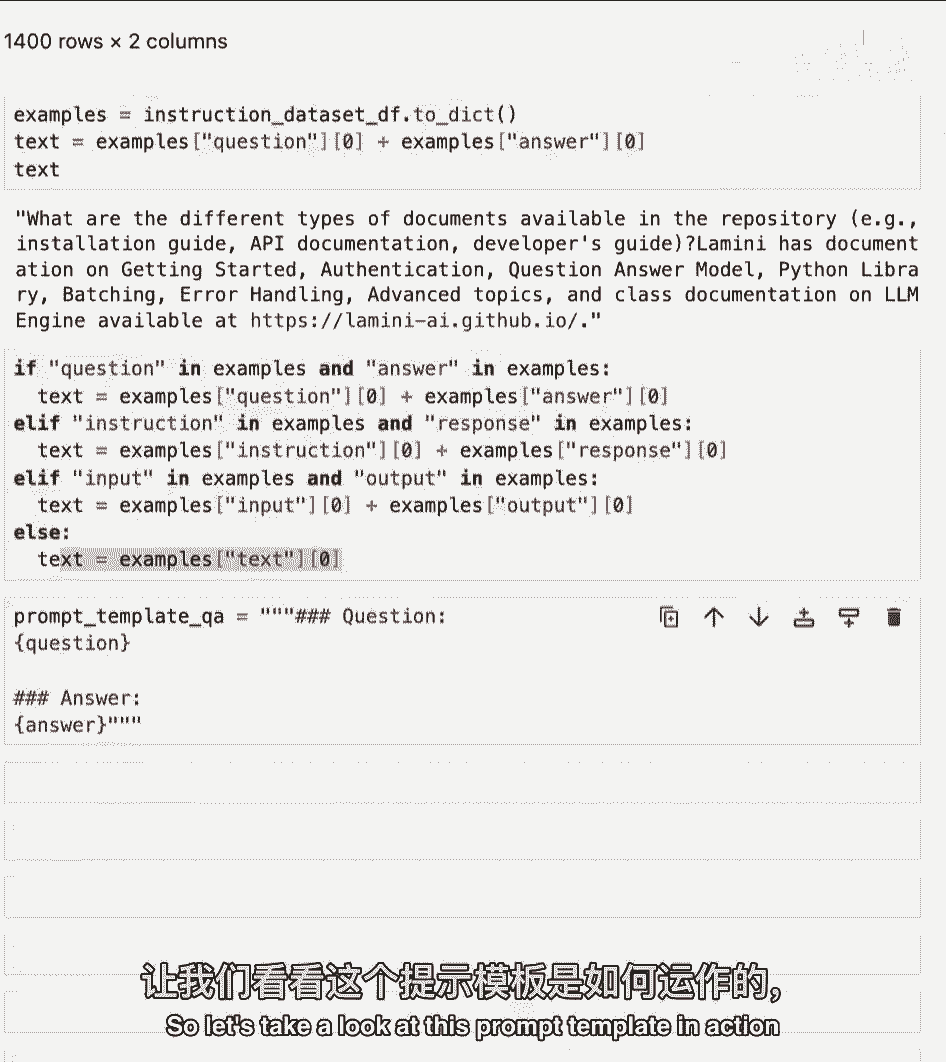 1400 rows × 2 columns
examples = instruction_dataset_df.to_dict()
text = examples["question"][0] + examples["answer"][0]
text
"What are the different types of documents available in the repository (e.g.,
installation guide, API documentation, developer's guide)?Lamini has document
ation on Getting Started, Authentication, Question Answer Model, Python Libra
ry, Batching, Error Handling, Advanced topics, and class documentation on LLM
Engine available at https://lamini-ai.github.io/."
if "question" in examples and "answer" in examples:
  text = examples["question"][0] + examples["answer"][0]
elif "instruction" in examples and "response" in examples:
  text = examples["instruction"][0] + examples["response"][0]
elif "input" in examples and "output" in examples:
  text = examples["input"][0] + examples["output"][0]
else:
  text = examples["text"][0]
prompt_template_qa = """### Question:
{question}

### Answer:
{answer}"""
让我们看看这个提示模板是如何运作的,
So let's take a look at this prompt template in action